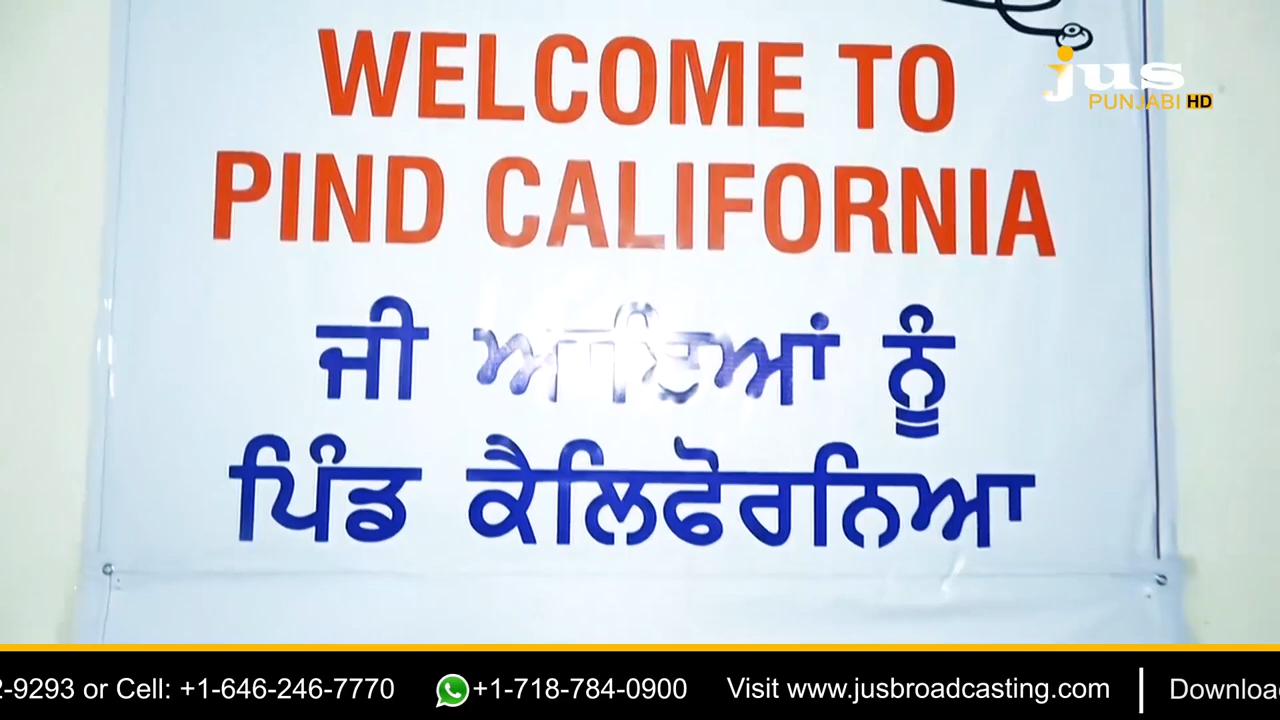 WELCOME TO
PIND CALIFORNIA
ਜੀ ਆਇਆਂ ਨੂੰ
ਪਿੰਡ ਕੈਲਿਫੋਰਨਿਆ
jus
PUNJABI HD
2-9293 or Cell: +1-646-246-7770 +1-718-784-0900 Visit www.jusbroadcasting.com | Downloa